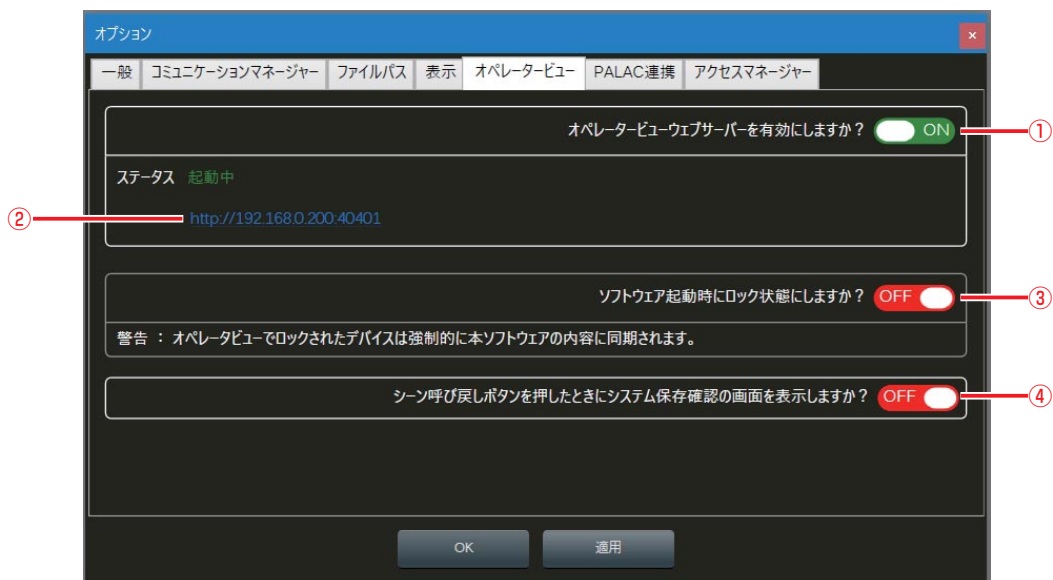 オプション
×
一般 コミュニケーションマネージャー ファイルパス 表示 オペレータービュー PALAC連携 アクセスマネージャー
オペレータービューウェブサーバーを有効にしますか？ ON ①
ステータス 起動中
② http://192.168.0.200:40401
ソフトウェア起動時にロック状態にしますか？ OFF ③
警告 ： オペレータビューでロックされたデバイスは強制的に本ソフトウェアの内容に同期されます。
シーン呼び戻しボタンを押したときにシステム保存確認の画面を表示しますか？ OFF ④
OK 適用